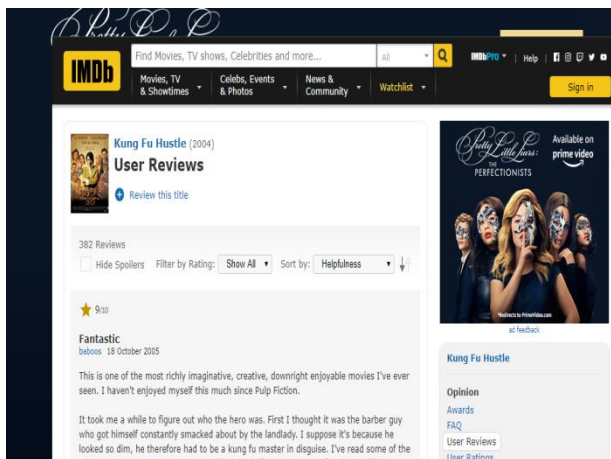 Pretty Little L
IMDb
Find Movies, TV shows, Celebrities and more...
All
IMDbPro
Help
Movies, TV
& Showtimes
Celebs, Events
& Photos
News &
Community
Watchlist
Sign in
Kung Fu Hustle (2004)
User Reviews
Review this title
382 Reviews
Hide Spoilers
Filter by Rating:
Show All
Sort by:
Helpfulness
9/10
Fantastic
baboos 18 October 2005
This is one of the most richly imaginative, creative, downright enjoyable movies I've ever
seen. I haven't enjoyed myself this much since Pulp Fiction.
It took me a while to figure out who the hero was. First I thought it was the barber guy
who got himself constantly smacked about by the landlady. I suppose it's because he
looked so dim, he therefore had to be a kung fu master in disguise. I've read some of the
Pretty Little Liars:
THE
PERFECTIONISTS
Available on
prime video
*Redirects to PrimeVideo.com
ad feedback
Kung Fu Hustle
Opinion
Awards
FAQ
User Reviews
User Ratings